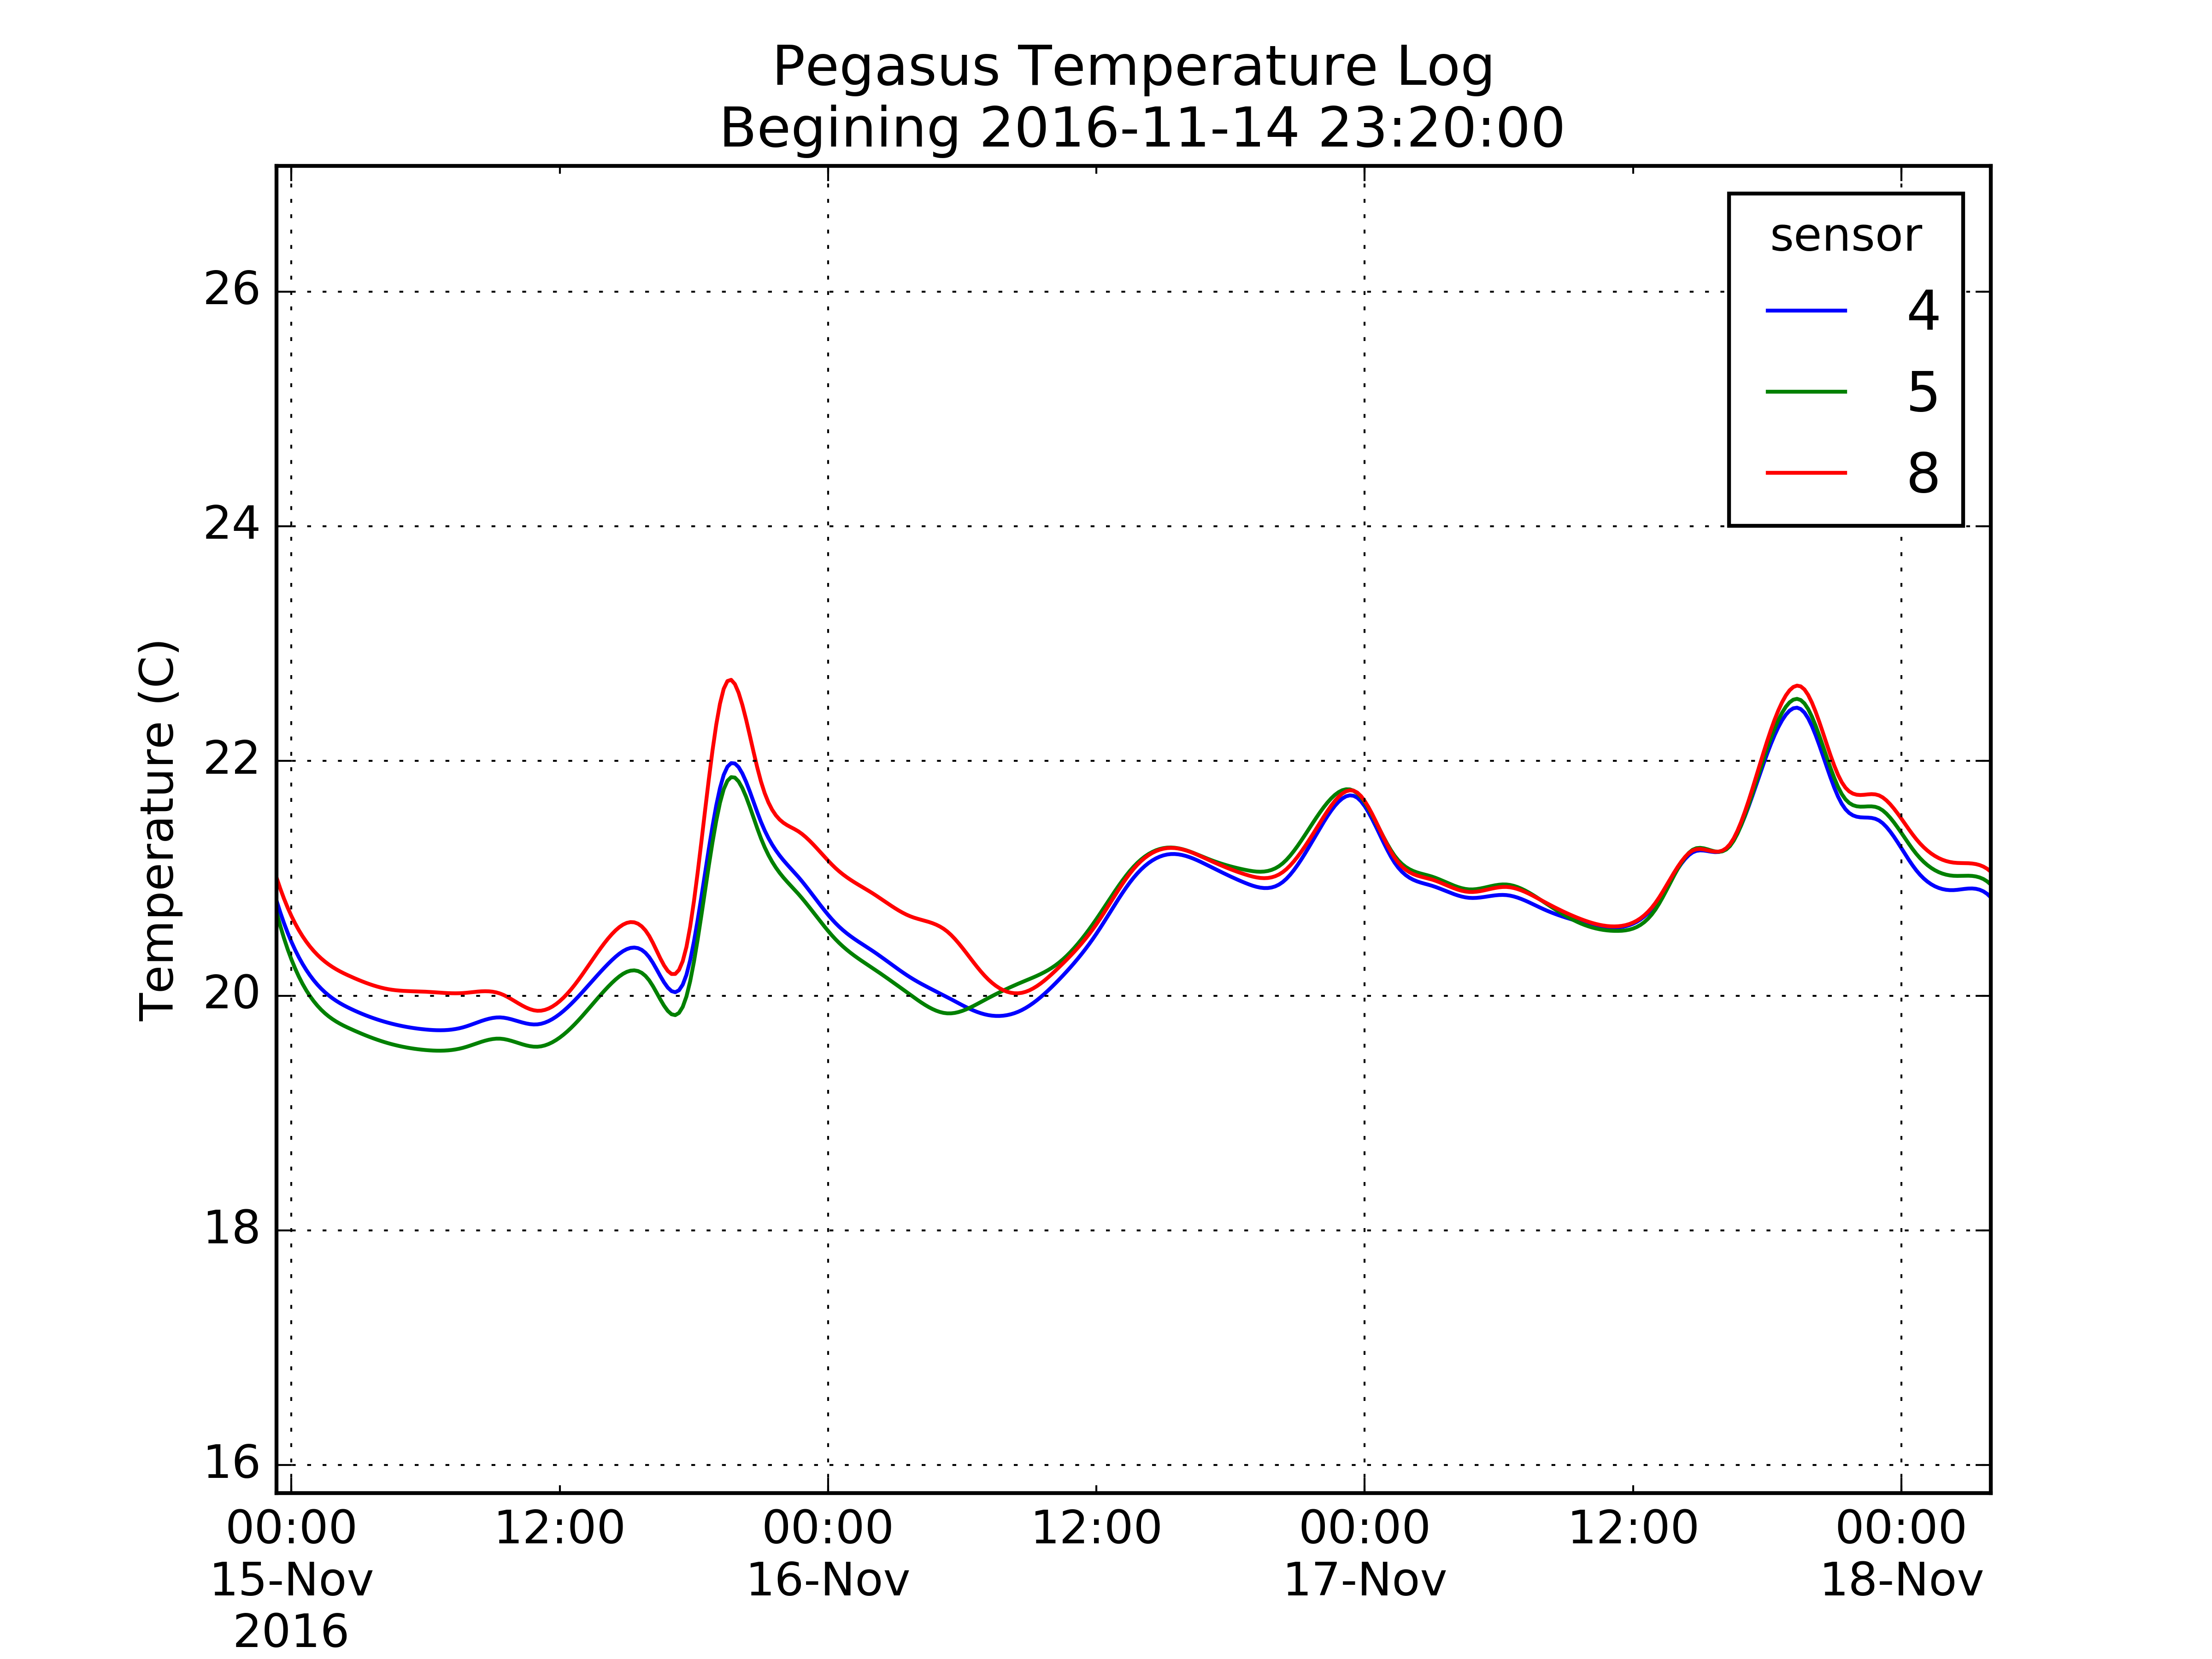 Pegasus Temperature Log
Begining 2016-11-14 23:20:00
sensor
4
5
8
Temperature (C)
26
24
22
20
18
16
00:00 12:00 00:00 12:00 00:00 12:00 00:00
15-Nov 16-Nov 17-Nov 18-Nov
2016